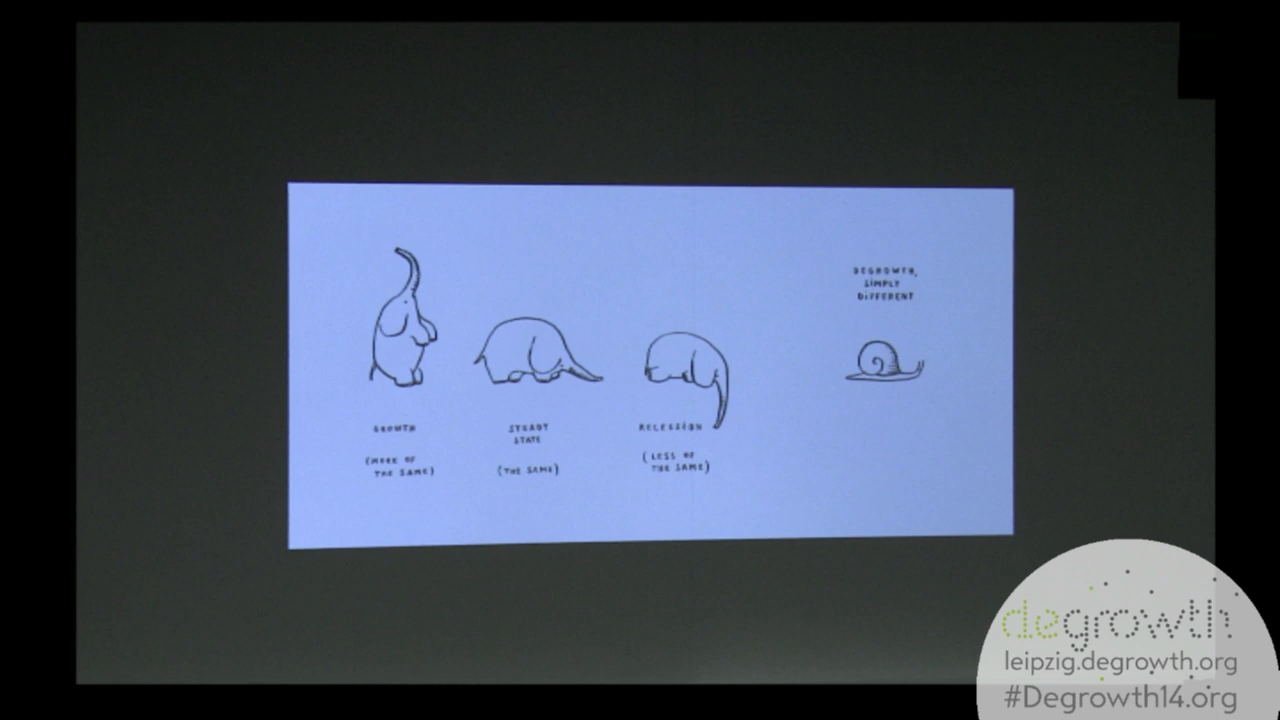 DEGROWTH,
SIMPLY
DIFFERENT
GROWTH
(MORE OF
THE SAME)
STEADY
STATE
(THE SAME)
RECESSION
(LESS OF
THE SAME)
degrowth
leipzig.degrowth.org
#Degrowth14.org